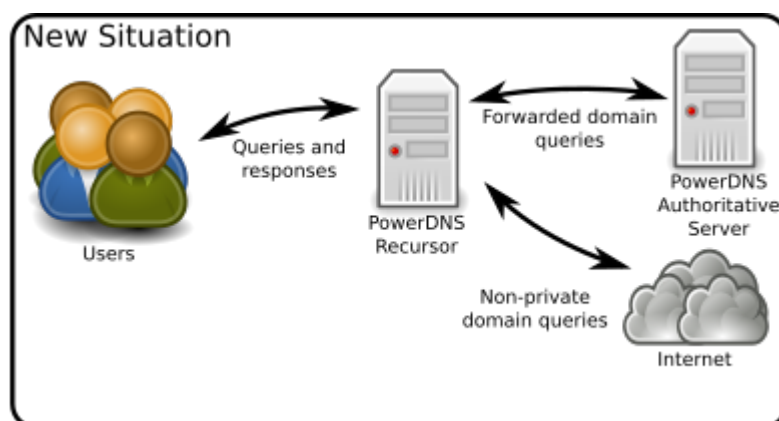 New Situation
Queries and
responses
Users
PowerDNS
Recursor
Forwarded domain
queries
PowerDNS
Authoritative
Server
Non-private
domain queries
Internet